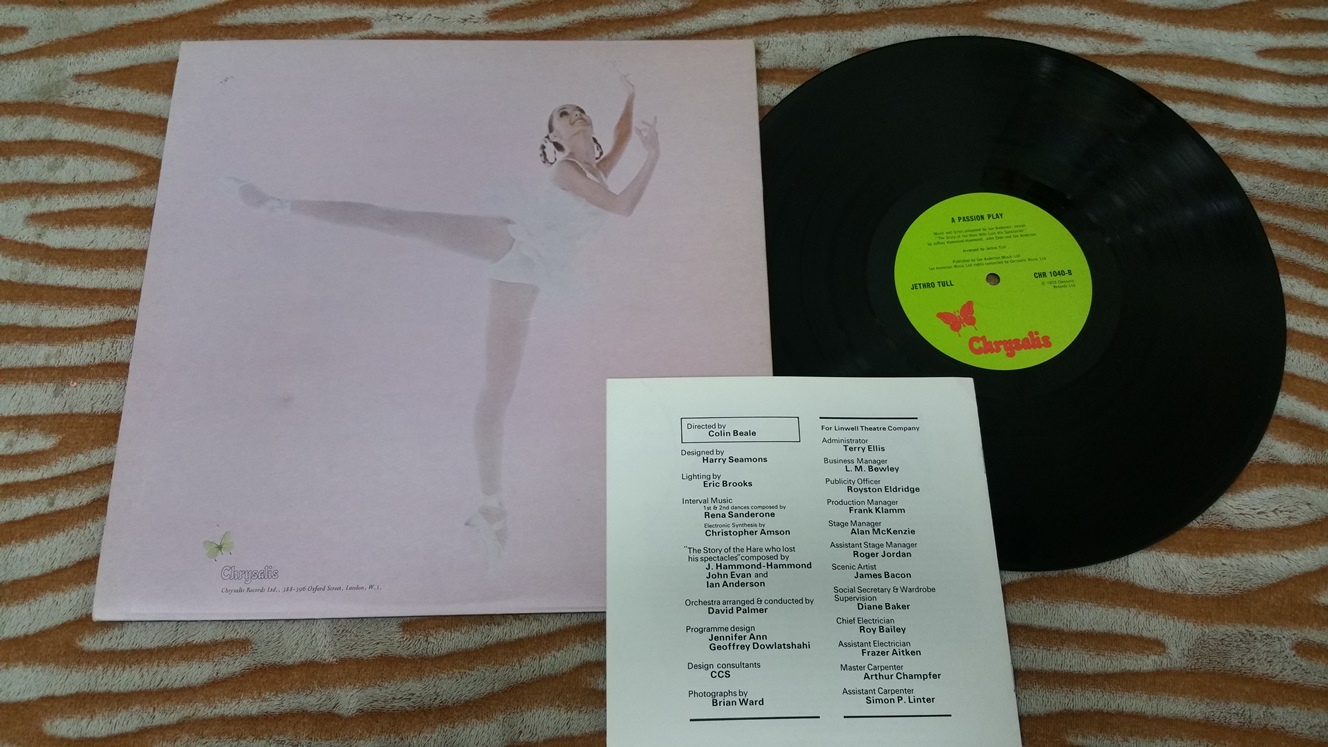 Chrysalis
Chrysalis Records Ltd., 388-396 Oxford Street, London, W.1.
A PASSION PLAY
JETHRO TULL
CHR 1040-B
Chrysalis
Directed by
Colin Beale
Designed by
Harry Seamons
Lighting by
Eric Brooks
Interval Music
1st & 2nd dances composed by
Rena Sanderone
Electronic Synthesis by
Christopher Amson
"The Story of the Hare who lost
his spectacles" composed by
J. Hammond-Hammond
John Evan and
Ian Anderson
Orchestra arranged & conducted by
David Palmer
Programme design
Jennifer Ann
Geoffrey Dowlatshahi
Design consultants
CCS
Photographs by
Brian Ward
For Linwell Theatre Company
Administrator
Terry Ellis
Business Manager
L. M. Bewley
Publicity Officer
Royston Eldridge
Production Manager
Frank Klamm
Stage Manager
Alan McKenzie
Assistant Stage Manager
Roger Jordan
Scenic Artist
James Bacon
Social Secretary & Wardrobe
Supervision
Diane Baker
Chief Electrician
Roy Bailey
Assistant Electrician
Frazer Aitken
Master Carpenter
Arthur Champfer
Assistant Carpenter
Simon P. Linter